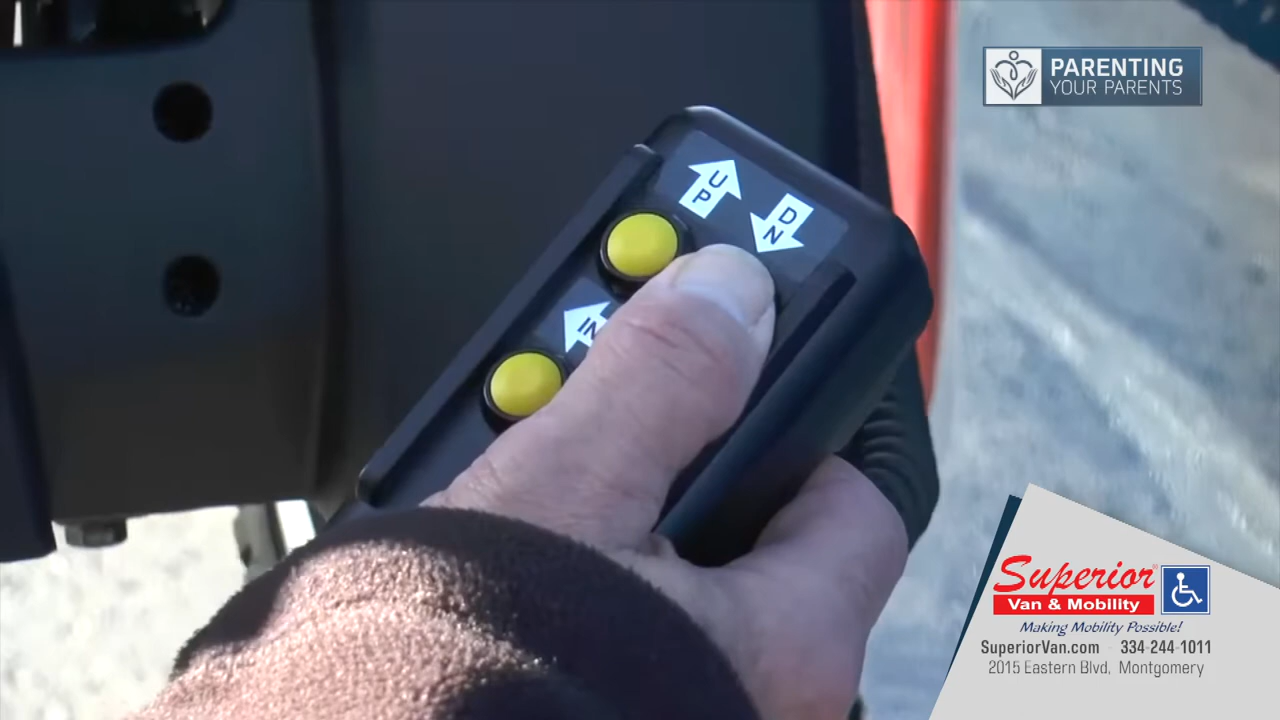 PARENTING
YOUR PARENTS
UP
DN
IN
Superior®
Van & Mobility
Making Mobility Possible!
SuperiorVan.com 334-244-1011
2015 Eastern Blvd, Montgomery